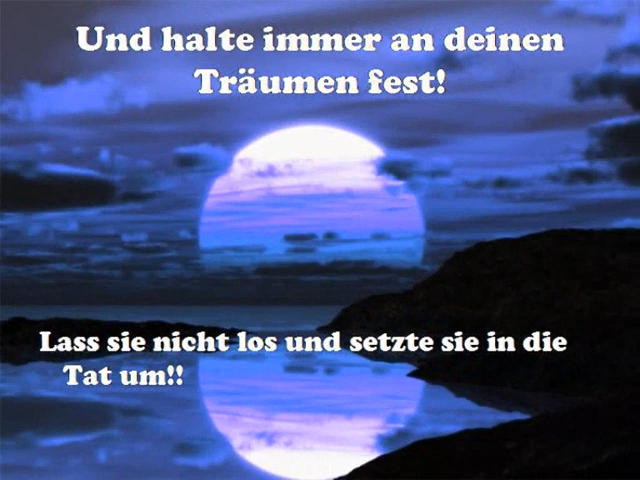 Und halte immer an deinen
Träumen fest!
Lass sie nicht los und setzte sie in die
Tat um!!